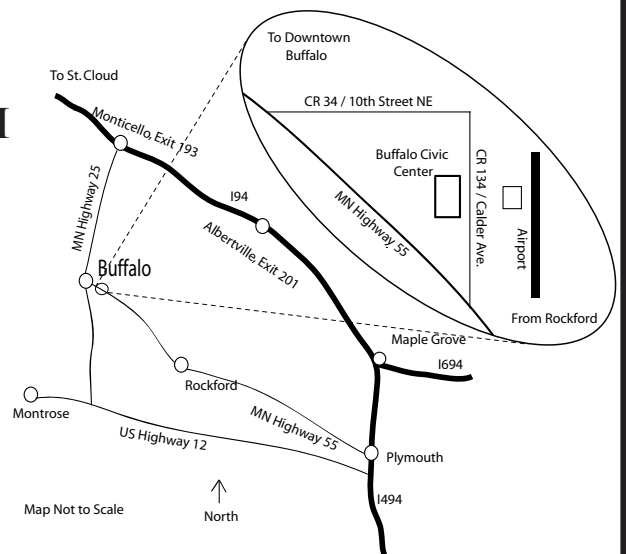 To Downtown
Buffalo
To St. Cloud
CR 34 / 10th Street NE
Monticello, Exit 193
Buffalo Civic
Center
CR 134 / Calder Ave.
MN Highway 25
I94
MN Highway 55
Albertville, Exit 201
Airport
Buffalo
From Rockford
Maple Grove
I694
Rockford
Montrose
MN Highway 55
US Highway 12
Plymouth
I494
Map Not to Scale
North